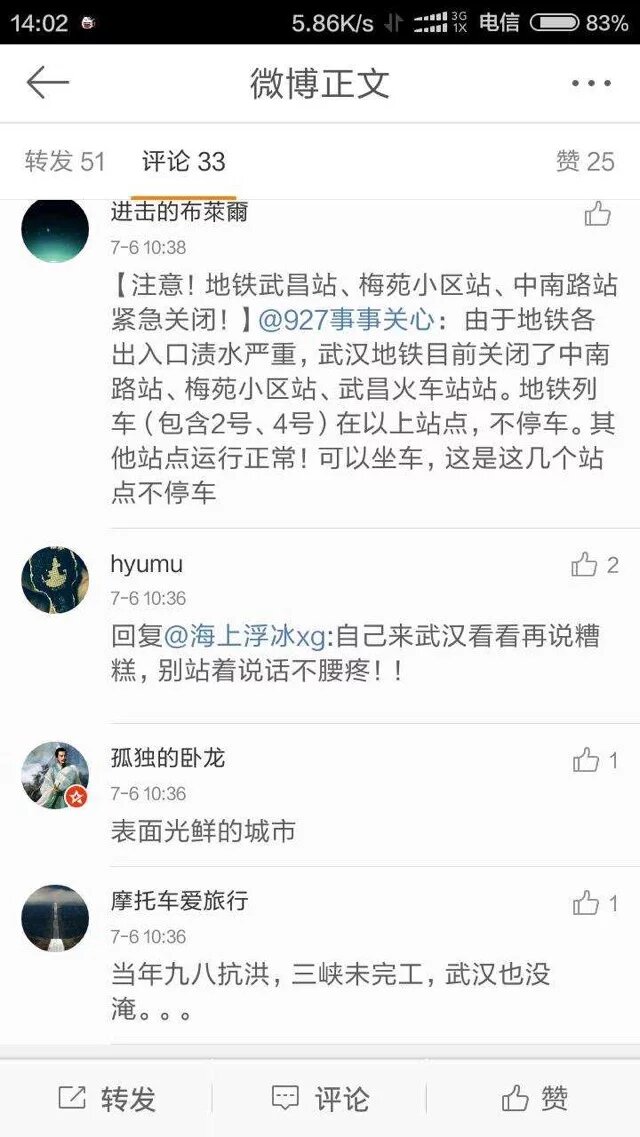 14:02 5.86K/s 3G 1X 电信 83%
微博正文
转发 51 评论 33 赞 25
进击的布莱爾
7-6 10:38
【注意！地铁武昌站、梅苑小区站、中南路站
紧急关闭！】@927事事关心：由于地铁各
出入口渍水严重，武汉地铁目前关闭了中南
路站、梅苑小区站、武昌火车站站。地铁列
车（包含2号、4号）在以上站点，不停车。其
他站点运行正常！可以坐车，这是这几个站
点不停车
hyumu 2
7-6 10:36
回复@海上浮冰xg:自己来武汉看看再说糟
糕，别站着说话不腰疼！！
孤独的卧龙 1
7-6 10:36
表面光鲜的城市
摩托车爱旅行 1
7-6 10:36
当年九八抗洪，三峡未完工，武汉也没
淹。。。
转发 评论 赞